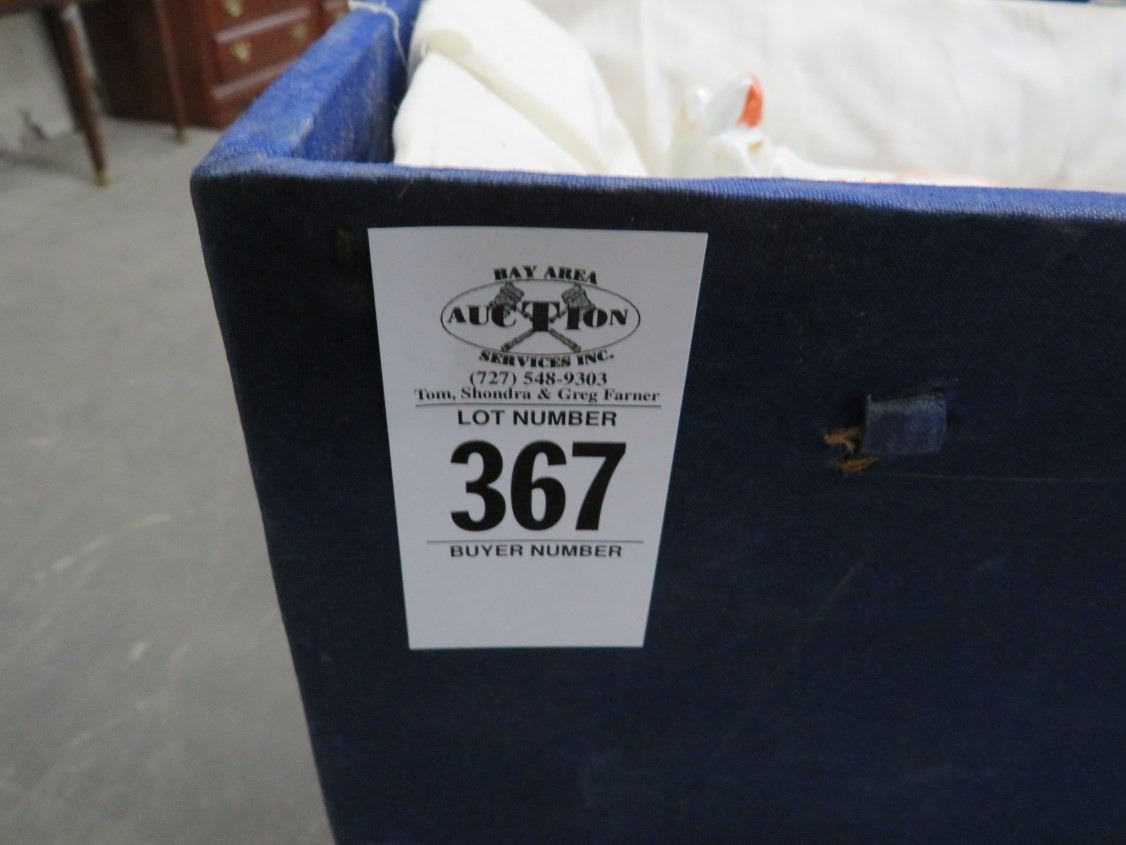 BAY AREA
AUCTION
SERVICES INC.
(727) 548-9303
Tom, Shondra & Greg Farner
LOT NUMBER
367
BUYER NUMBER